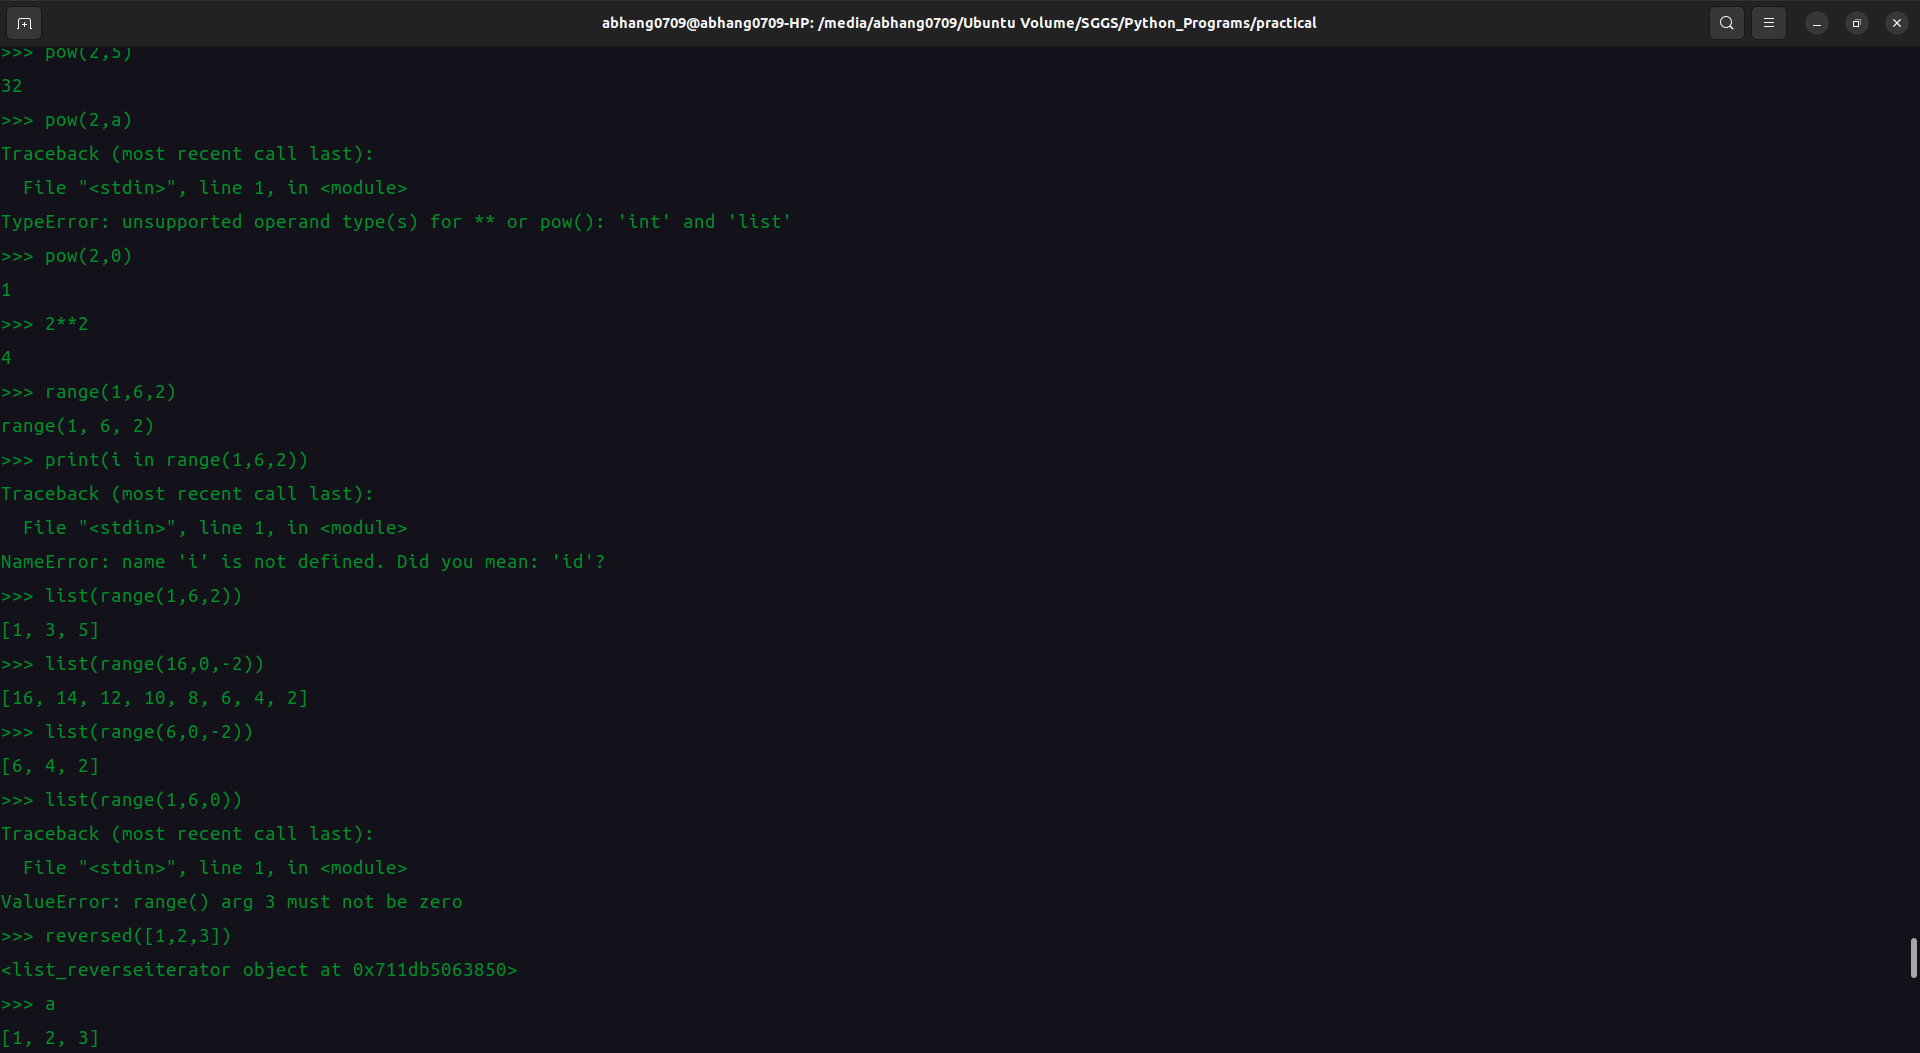 abhang0709@abhang0709-HP: /media/abhang0709/Ubuntu Volume/SGGS/Python_Programs/practical
>>> pow(2,5)
32
>>> pow(2,a)
Traceback (most recent call last):
  File "<stdin>", line 1, in <module>
TypeError: unsupported operand type(s) for ** or pow(): 'int' and 'list'
>>> pow(2,0)
1
>>> 2**2
4
>>> range(1,6,2)
range(1, 6, 2)
>>> print(i in range(1,6,2))
Traceback (most recent call last):
  File "<stdin>", line 1, in <module>
NameError: name 'i' is not defined. Did you mean: 'id'?
>>> list(range(1,6,2))
[1, 3, 5]
>>> list(range(16,0,-2))
[16, 14, 12, 10, 8, 6, 4, 2]
>>> list(range(6,0,-2))
[6, 4, 2]
>>> list(range(1,6,0))
Traceback (most recent call last):
  File "<stdin>", line 1, in <module>
ValueError: range() arg 3 must not be zero
>>> reversed([1,2,3])
<list_reverseiterator object at 0x711db5063850>
>>> a
[1, 2, 3]